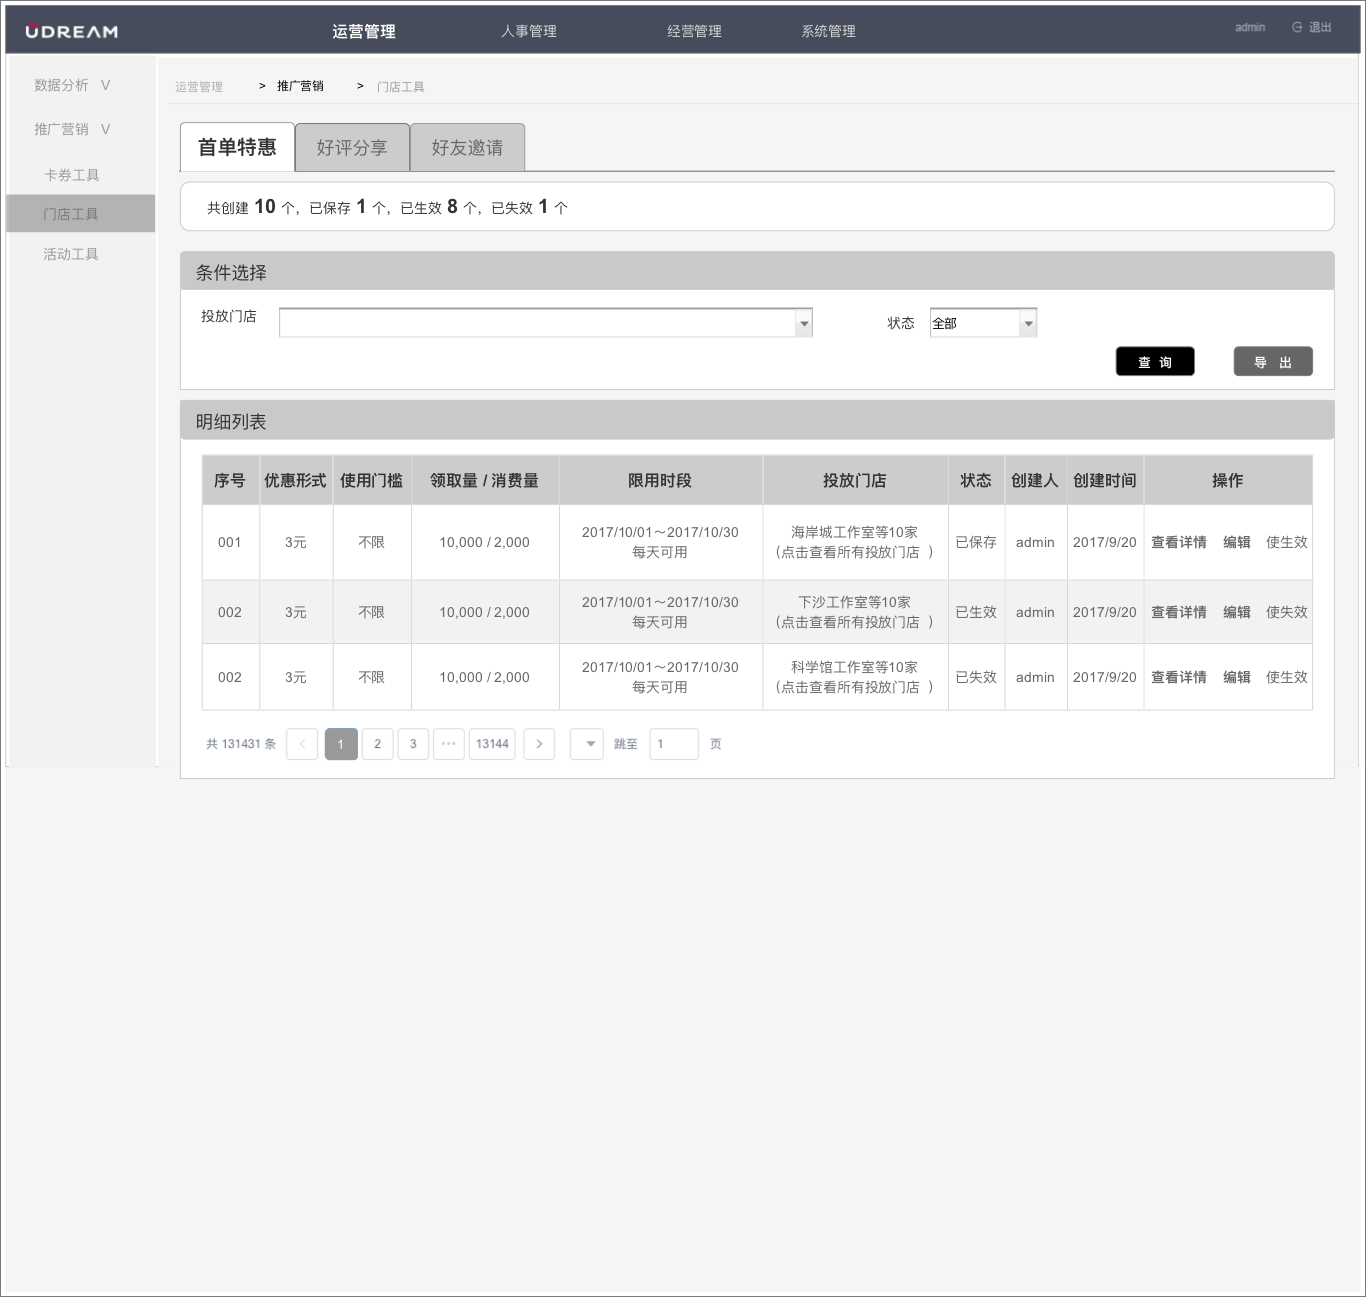 UDREAM 运营管理 人事管理 经营管理 系统管理 admin 退出
数据分析 V
推广营销 V
卡券工具
门店工具
活动工具
运营管理 > 推广营销 > 门店工具
首单特惠 好评分享 好友邀请
共创建 10 个，已保存 1 个，已生效 8 个，已失效 1 个
条件选择
投放门店 状态 全部
查 询 导 出
明细列表
序号 优惠形式 使用门槛 领取量 / 消费量 限用时段 投放门店 状态 创建人 创建时间 操作
001 3元 不限 10,000 / 2,000 2017/10/01～2017/10/30 海岸城工作室等10家 已保存 admin 2017/9/20 查看详情 编辑 使生效
每天可用 （点击查看所有投放门店 ）
002 3元 不限 10,000 / 2,000 2017/10/01～2017/10/30 下沙工作室等10家 已生效 admin 2017/9/20 查看详情 编辑 使失效
每天可用 （点击查看所有投放门店 ）
002 3元 不限 10,000 / 2,000 2017/10/01～2017/10/30 科学馆工作室等10家 已失效 admin 2017/9/20 查看详情 编辑 使生效
每天可用 （点击查看所有投放门店 ）
共 131431 条 < 1 2 3 ··· 13144 > 跳至 1 页